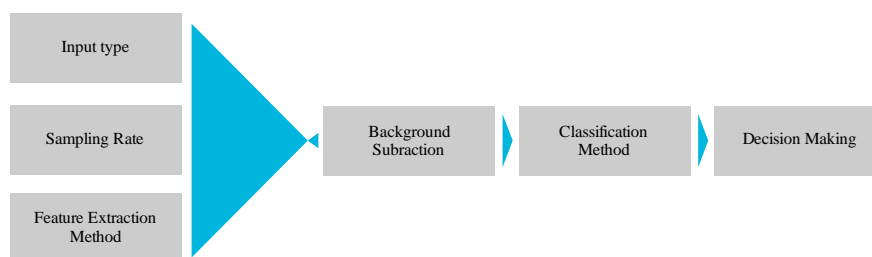 Input type
Sampling Rate
Feature Extraction
Method
Background
Subraction
Classification
Method
Decision Making